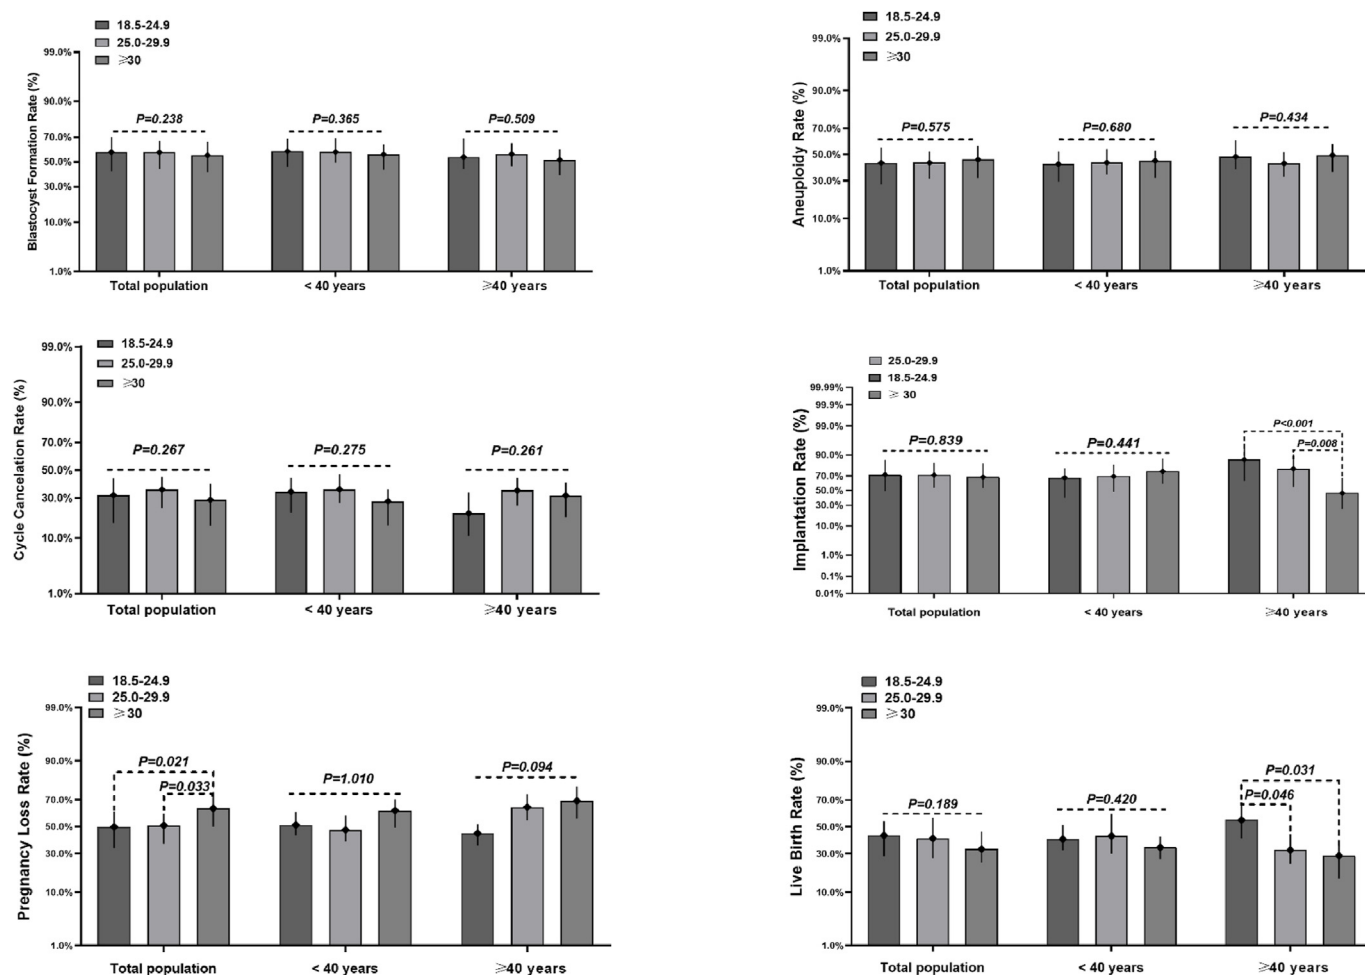 18.5-24.9
25.0-29.9
≥30
Blastocyst Formation Rate (%)
99.0%
90.0%
70.0%
50.0%
30.0%
10.0%
1.0%
P=0.238
P=0.365
P=0.509
Total population
< 40 years
≥40 years
18.5-24.9
25.0-29.9
≥30
Aneuploidy Rate (%)
99.0%
90.0%
70.0%
50.0%
30.0%
10.0%
1.0%
P=0.575
P=0.680
P=0.434
Total population
< 40 years
≥40 years
18.5-24.9
25.0-29.9
≥30
Cycle Cancelation Rate (%)
99.0%
90.0%
70.0%
50.0%
30.0%
10.0%
1.0%
P=0.267
P=0.275
P=0.261
Total population
< 40 years
≥40 years
25.0-29.9
18.5-24.9
≥ 30
Implantation Rate (%)
99.99%
99.9%
99.0%
90.0%
70.0%
50.0%
30.0%
10.0%
1.0%
0.1%
0.01%
P=0.839
P=0.441
P<0.001
P=0.008
Total population
< 40 years
≥40 years
18.5-24.9
25.0-29.9
≥30
Pregnancy Loss Rate (%)
99.0%
90.0%
70.0%
50.0%
30.0%
10.0%
1.0%
P=0.021
P=0.033
P=1.010
P=0.094
Total population
< 40 years
≥40 years
18.5-24.9
25.0-29.9
≥30
Live Birth Rate (%)
99.0%
90.0%
70.0%
50.0%
30.0%
10.0%
1.0%
P=0.189
P=0.420
P=0.031
P=0.046
Total population
< 40 years
≥40 years